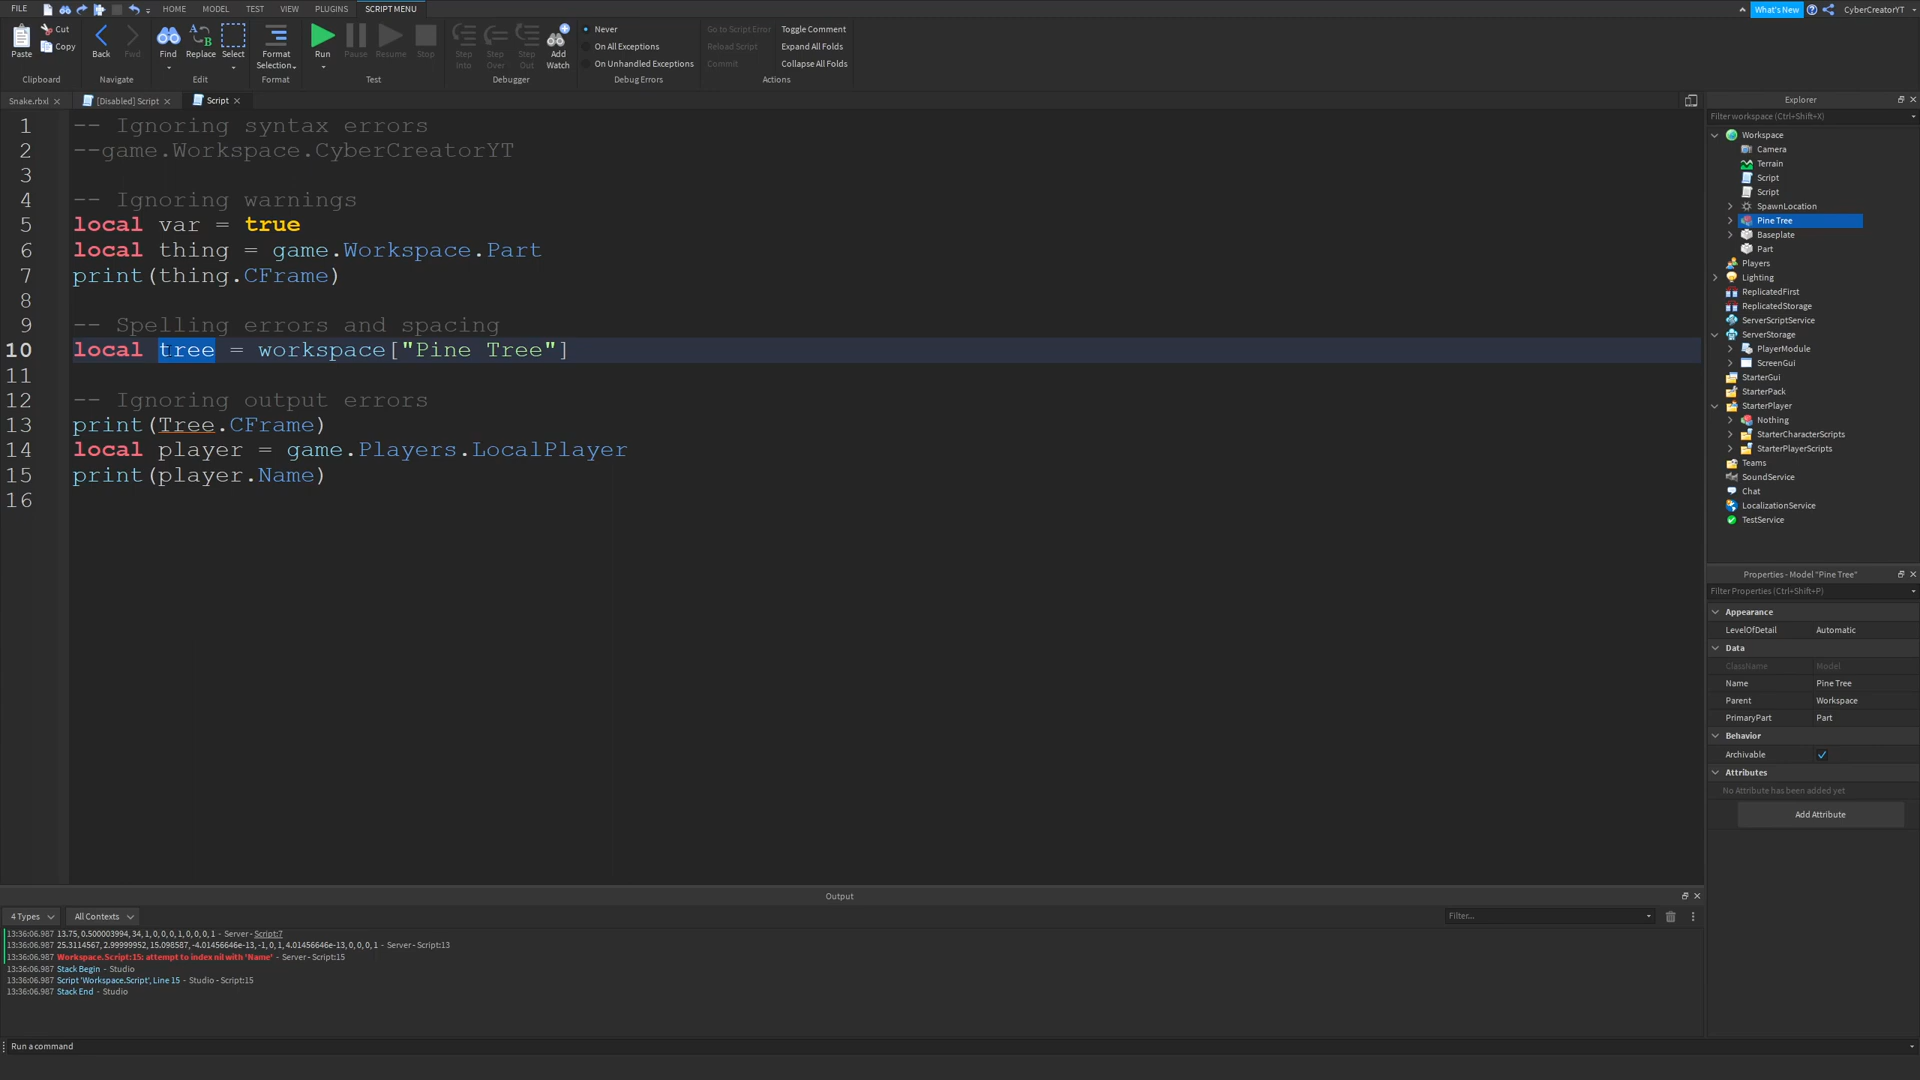 FILE HOME MODEL TEST VIEW PLUGINS SCRIPT MENU What's New CyberCreatorYT
Paste Cut Copy Clipboard
Back Fwd Navigate
Find Replace Select Edit
Format Selection Format
Run Pause Resume Stop Test
Step Into Step Over Step Out Add Watch Debugger
Never
On All Exceptions
On Unhandled Exceptions
Debug Errors
Go to Script Error Toggle Comment
Reload Script Expand All Folds
Commit Collapse All Folds
Actions
Snake.rbxl [Disabled] Script Script
1 -- Ignoring syntax errors
2 --game.Workspace.CyberCreatorYT
3
4 -- Ignoring warnings
5 local var = true
6 local thing = game.Workspace.Part
7 print(thing.CFrame)
8
9 -- Spelling errors and spacing
10 local tree = workspace["Pine Tree"]
11
12 -- Ignoring output errors
13 print(Tree.CFrame)
14 local player = game.Players.LocalPlayer
15 print(player.Name)
16
Explorer
Filter workspace (Ctrl+Shift+X)
Workspace
Camera
Terrain
Script
Script
SpawnLocation
Pine Tree
Baseplate
Part
Players
Lighting
ReplicatedFirst
ReplicatedStorage
ServerScriptService
ServerStorage
PlayerModule
ScreenGui
StarterGui
StarterPack
StarterPlayer
Nothing
StarterCharacterScripts
StarterPlayerScripts
Teams
SoundService
Chat
LocalizationService
TestService
Properties - Model "Pine Tree"
Filter Properties (Ctrl+Shift+P)
Appearance
LevelOfDetail Automatic
Data
ClassName Model
Name Pine Tree
Parent Workspace
PrimaryPart Part
Behavior
Archivable
Attributes
No Attribute has been added yet
Add Attribute
Output
4 Types All Contexts Filter...
13:36:06.987 13.75, 0.500003994, 34, 1, 0, 0, 0, 1, 0, 0, 0, 1 - Server - Script:7
13:36:06.987 25.3114567, 2.99999952, 15.098587, -4.01456646e-13, -1, 0, 1, 4.01456646e-13, 0, 0, 0, 1 - Server - Script:13
13:36:06.987 Workspace.Script:15: attempt to index nil with 'Name' - Server - Script:15
13:36:06.987 Stack Begin - Studio
13:36:06.987 Script 'Workspace.Script', Line 15 - Studio - Script:15
13:36:06.987 Stack End - Studio
Run a command